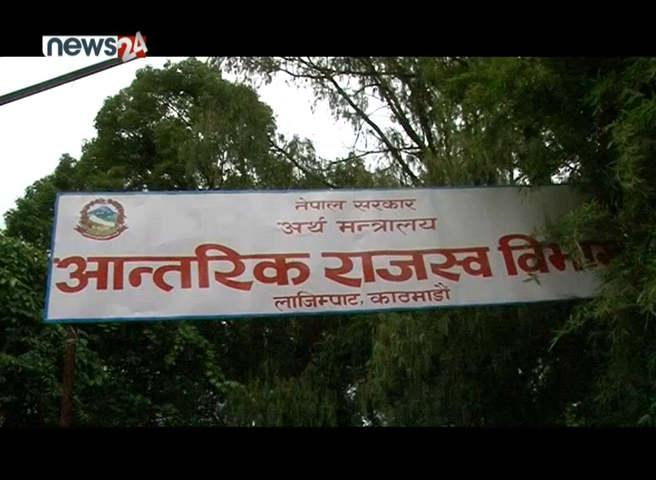 news24
नेपाल सरकार
अर्थ मन्त्रालय
आन्तरिक राजस्व विभाग
लाजिम्पाट, काठमाडौं